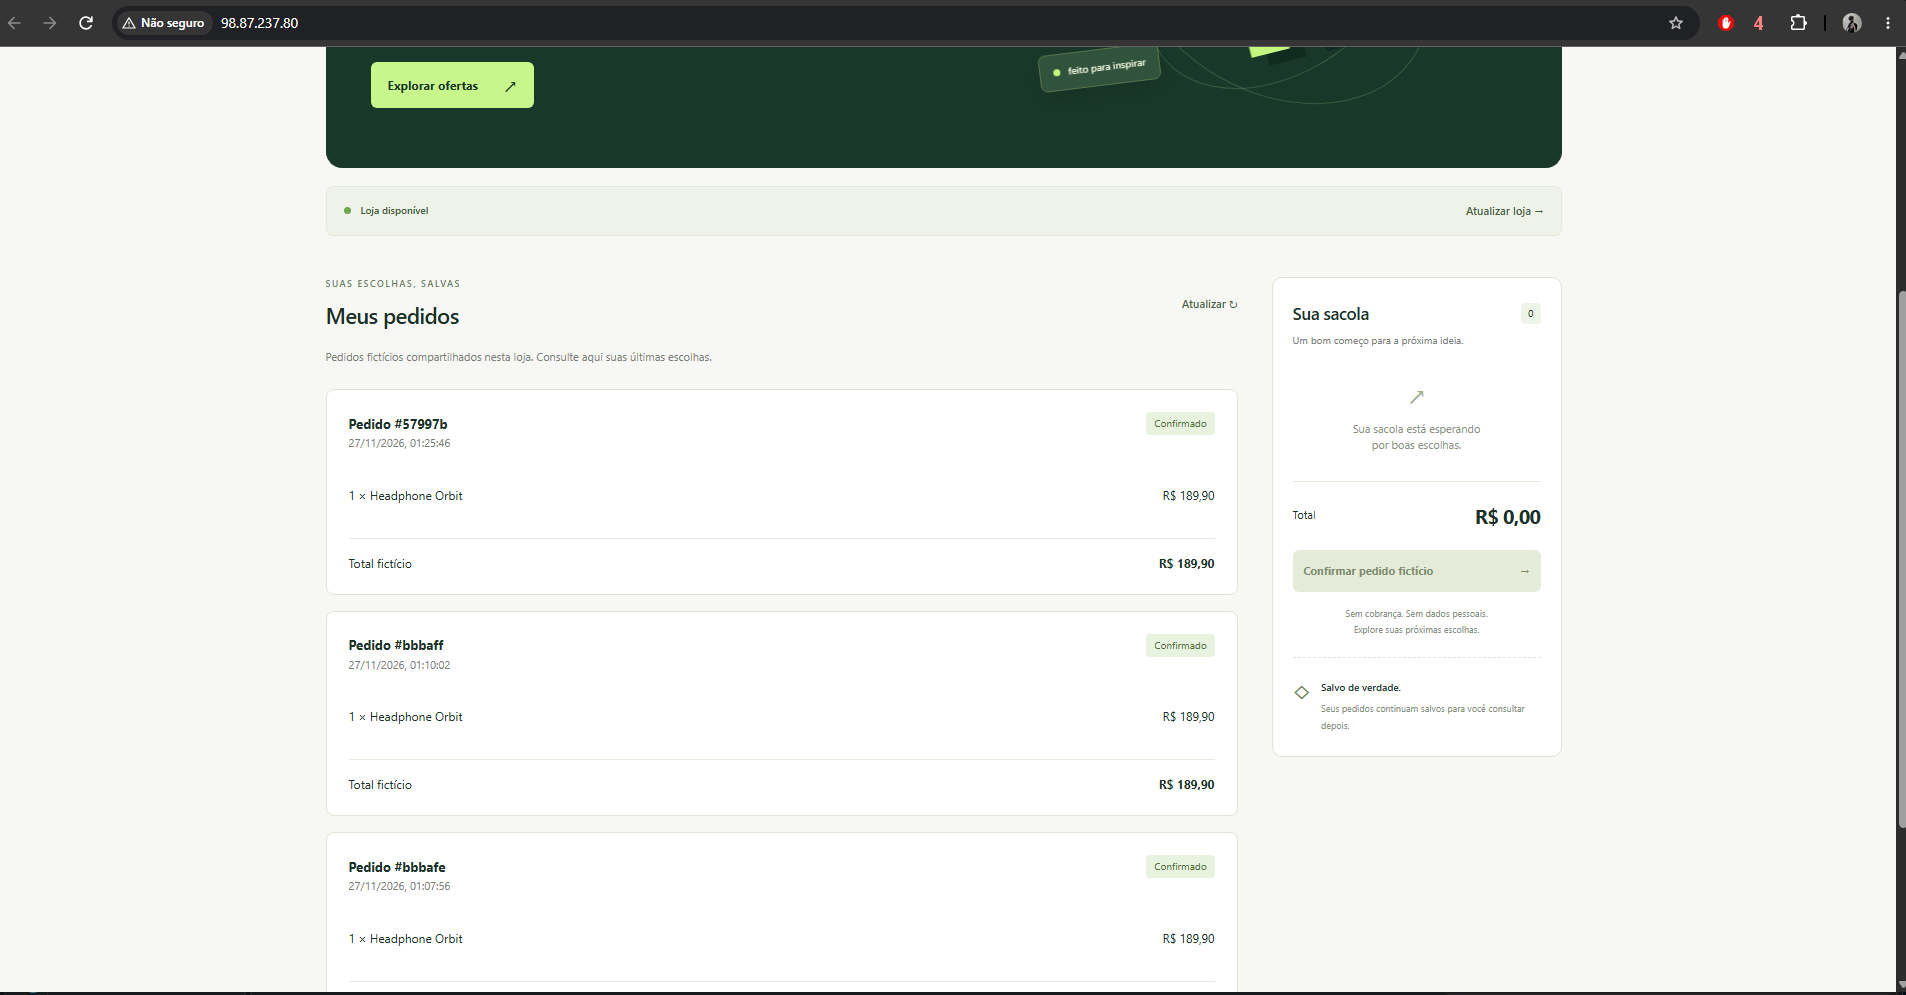 Não seguro
98.87.237.80
4
Explorar ofertas ↗
feito para inspirar
Loja disponível
Atualizar loja →
SUAS ESCOLHAS, SALVAS
Meus pedidos
Atualizar ↻
Pedidos fictícios compartilhados nesta loja. Consulte aqui suas últimas escolhas.
Pedido #57997b
Confirmado
27/11/2026, 01:25:46
1 × Headphone Orbit
R$ 189,90
Total fictício
R$ 189,90
Pedido #bbbaff
Confirmado
27/11/2026, 01:10:02
1 × Headphone Orbit
R$ 189,90
Total fictício
R$ 189,90
Pedido #bbbafe
Confirmado
27/11/2026, 01:07:56
1 × Headphone Orbit
R$ 189,90
Sua sacola
0
Um bom começo para a próxima ideia.
↗
Sua sacola está esperando
por boas escolhas.
Total
R$ 0,00
Confirmar pedido fictício →
Sem cobrança. Sem dados pessoais.
Explore suas próximas escolhas.
Salvo de verdade.
Seus pedidos continuam salvos para você consultar
depois.